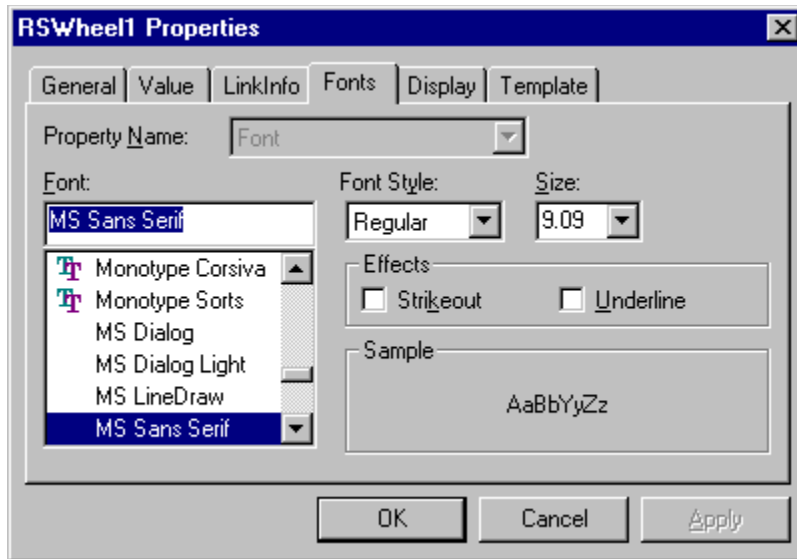 RSWheel1 Properties
General Value LinkInfo Fonts Display Template
Property Name: Font
Font: Font Style: Size:
MS Sans Serif Regular 9.09
Monotype Corsiva
Monotype Sorts
MS Dialog
MS Dialog Light
MS LineDraw
MS Sans Serif
Effects
Strikeout Underline
Sample
AaBbYyZz
OK Cancel Apply